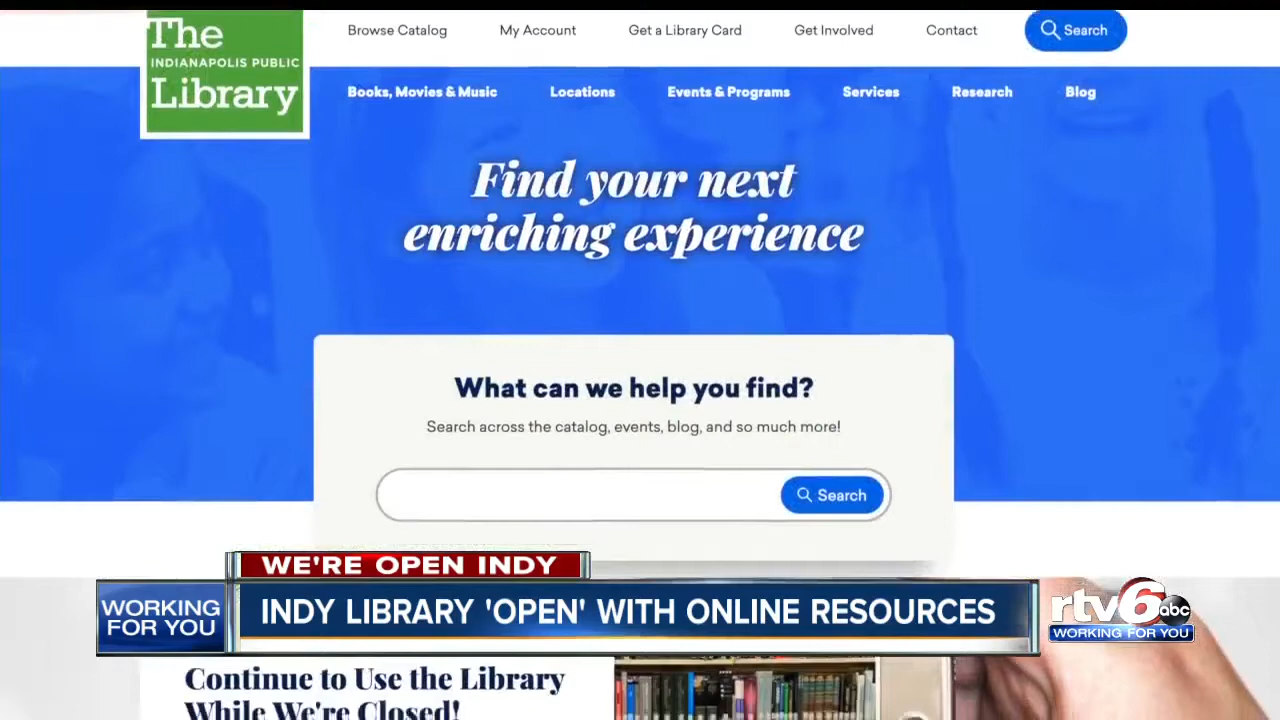 The
INDIANAPOLIS PUBLIC
Library
Browse Catalog My Account Get a Library Card Get Involved Contact Search
Books, Movies & Music Locations Events & Programs Services Research Blog
Find your next
enriching experience
What can we help you find?
Search across the catalog, events, blog, and so much more!
Search
WE'RE OPEN INDY
WORKING
FOR YOU
INDY LIBRARY 'OPEN' WITH ONLINE RESOURCES
rtv6 abc
WORKING FOR YOU
Continue to Use the Library
While We're Closed!